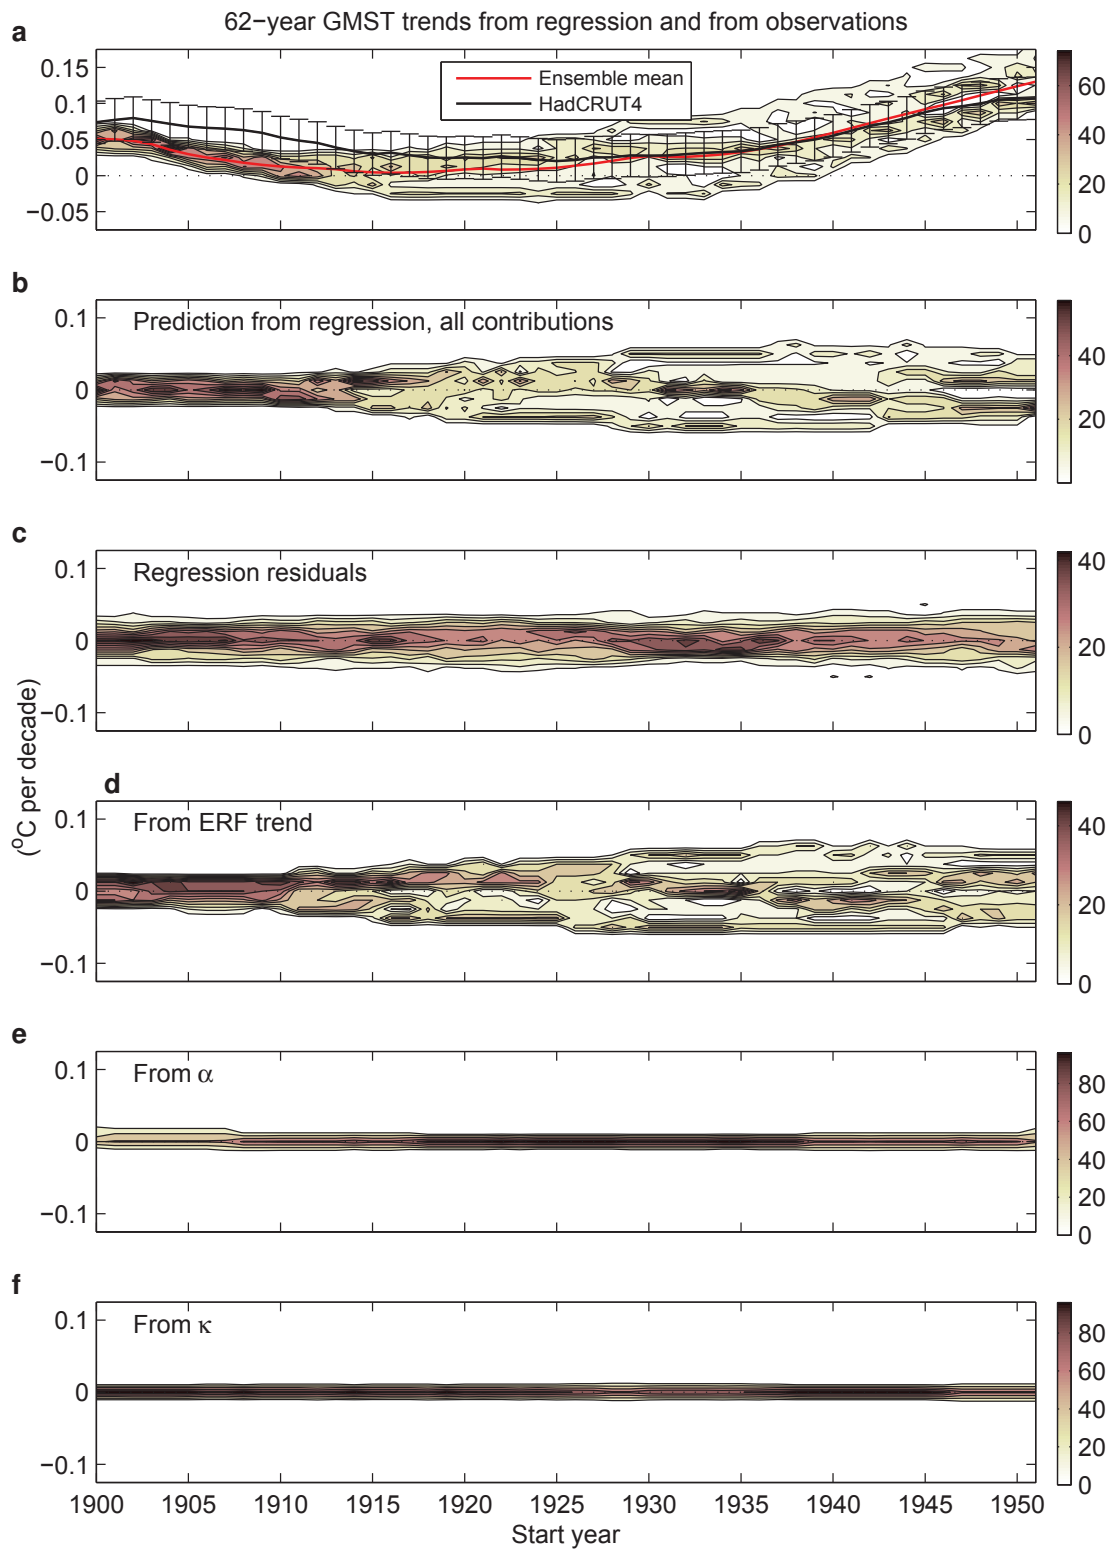 62−year GMST trends from regression and from observations
a
Ensemble mean
HadCRUT4
0.15
0.1
0.05
0
−0.05
60
40
20
0
b
Prediction from regression, all contributions
0.1
0
−0.1
40
20
c
Regression residuals
0.1
0
−0.1
40
20
0
(°C per decade)
d
From ERF trend
0.1
0
−0.1
40
20
0
e
From α
0.1
0
−0.1
80
60
40
20
0
f
From κ
0.1
0
−0.1
80
60
40
20
0
1900 1905 1910 1915 1920 1925 1930 1935 1940 1945 1950
Start year